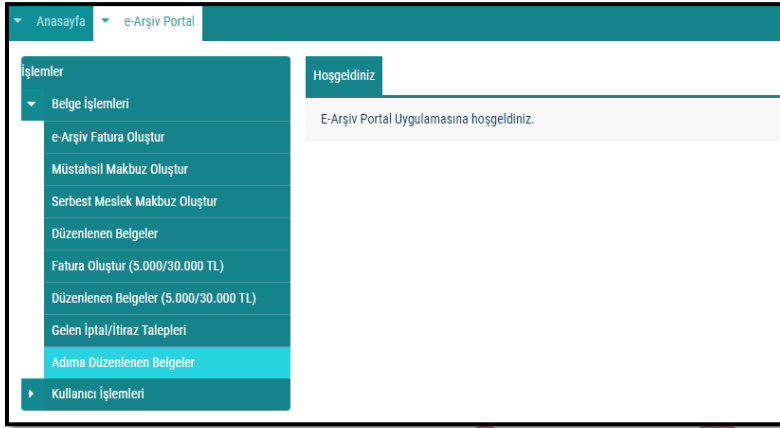 Anasayfa e-Arşiv Portal
İşlemler
Belge İşlemleri
e-Arşiv Fatura Oluştur
Müstahsil Makbuz Oluştur
Serbest Meslek Makbuz Oluştur
Düzenlenen Belgeler
Fatura Oluştur (5.000/30.000 TL)
Düzenlenen Belgeler (5.000/30.000 TL)
Gelen İptal/İtiraz Talepleri
Adıma Düzenlenen Belgeler
Kullanıcı İşlemleri
Hoşgeldiniz
E-Arşiv Portal Uygulamasına hoşgeldiniz.